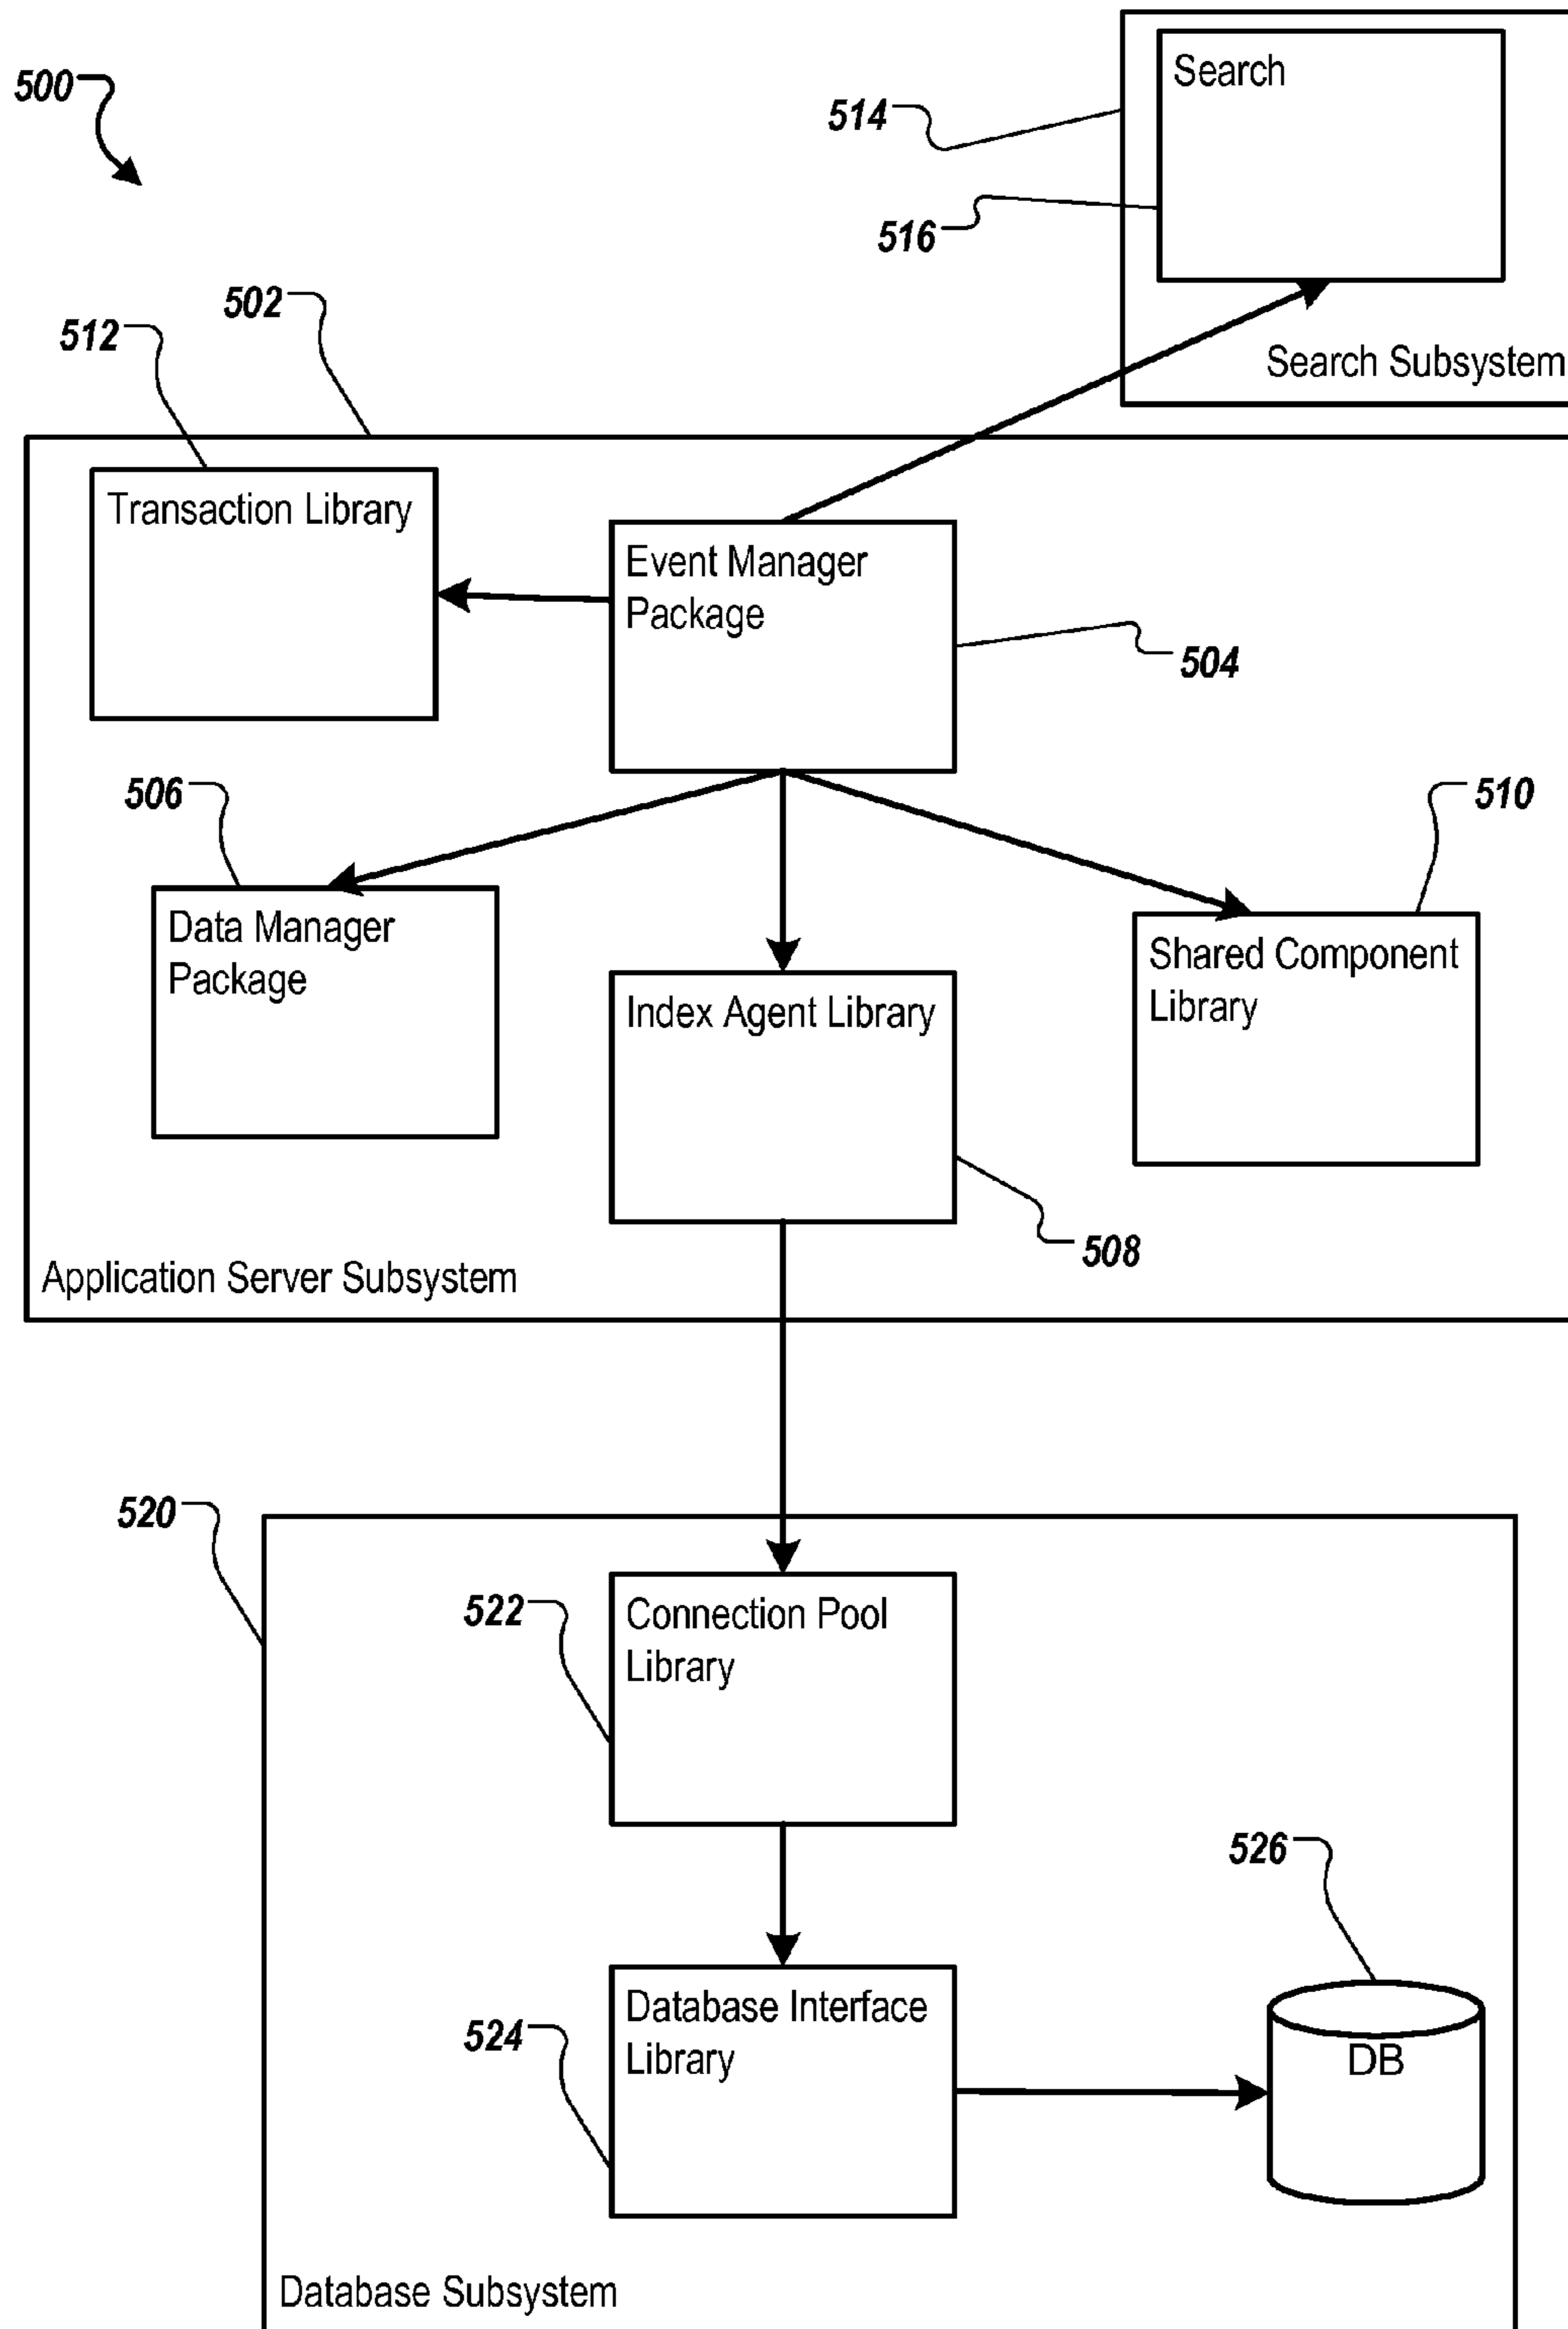 500
514
Search
516
Search Subsystem
502
512
Transaction Library
Event Manager
Package
504
506
510
Data Manager
Package
Index Agent Library
Shared Component
Library
508
Application Server Subsystem
520
522
Connection Pool
Library
526
524
Database Interface
Library
DB
Database Subsystem